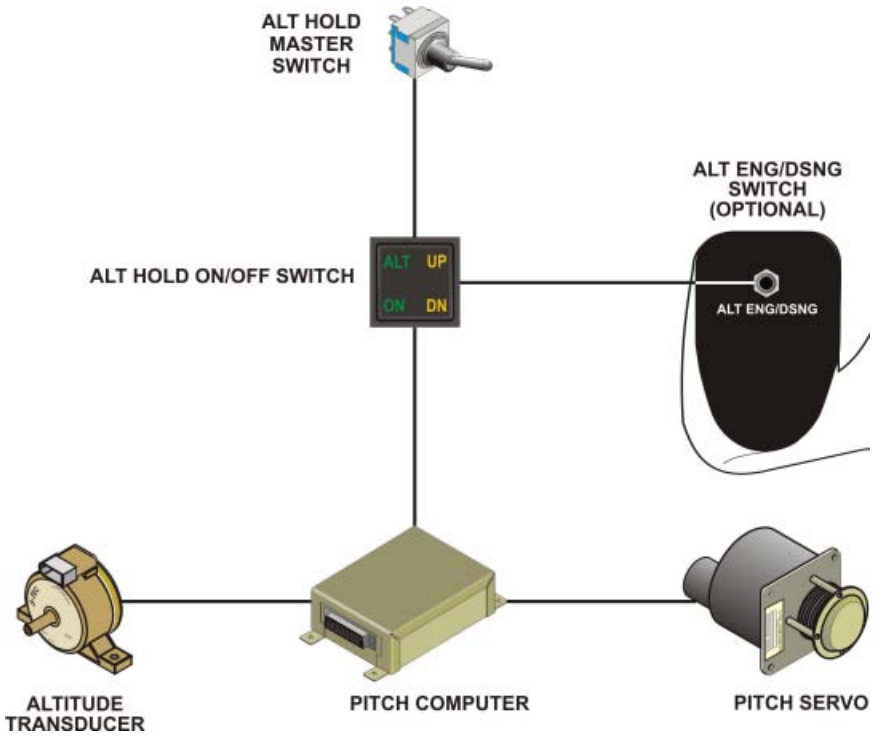 ALT HOLD
MASTER
SWITCH
ALT ENG/DSNG
SWITCH
(OPTIONAL)
ALT HOLD ON/OFF SWITCH
ALT UP
ON DN
ALT ENG/DSNG
ALTITUDE
TRANSDUCER
PITCH COMPUTER
PITCH SERVO